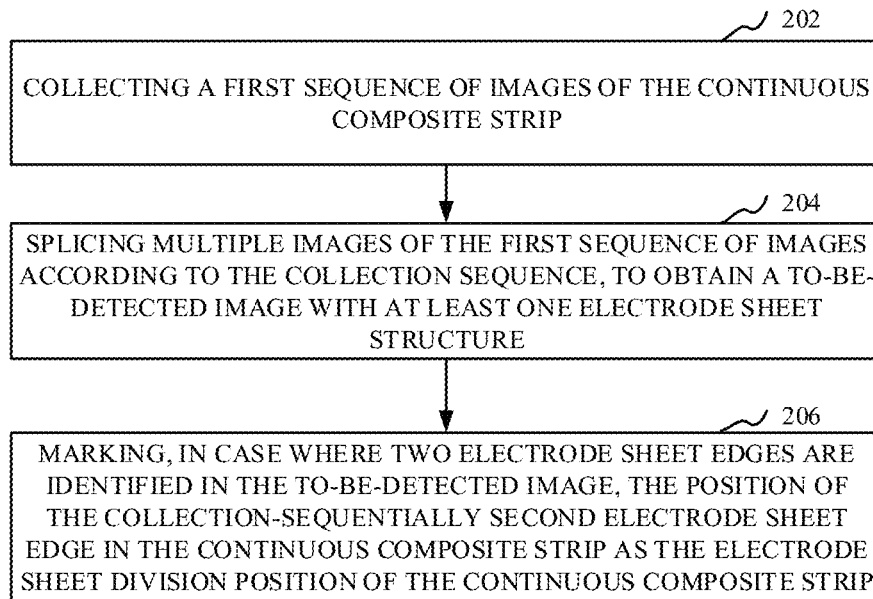 202
COLLECTING A FIRST SEQUENCE OF IMAGES OF THE CONTINUOUS
COMPOSITE STRIP
204
SPLICING MULTIPLE IMAGES OF THE FIRST SEQUENCE OF IMAGES
ACCORDING TO THE COLLECTION SEQUENCE, TO OBTAIN A TO-BE-
DETECTED IMAGE WITH AT LEAST ONE ELECTRODE SHEET
STRUCTURE
206
MARKING, IN CASE WHERE TWO ELECTRODE SHEET EDGES ARE
IDENTIFIED IN THE TO-BE-DETECTED IMAGE, THE POSITION OF
THE COLLECTION-SEQUENTIALLY SECOND ELECTRODE SHEET
EDGE IN THE CONTINUOUS COMPOSITE STRIP AS THE ELECTRODE
SHEET DIVISION POSITION OF THE CONTINUOUS COMPOSITE STRIP